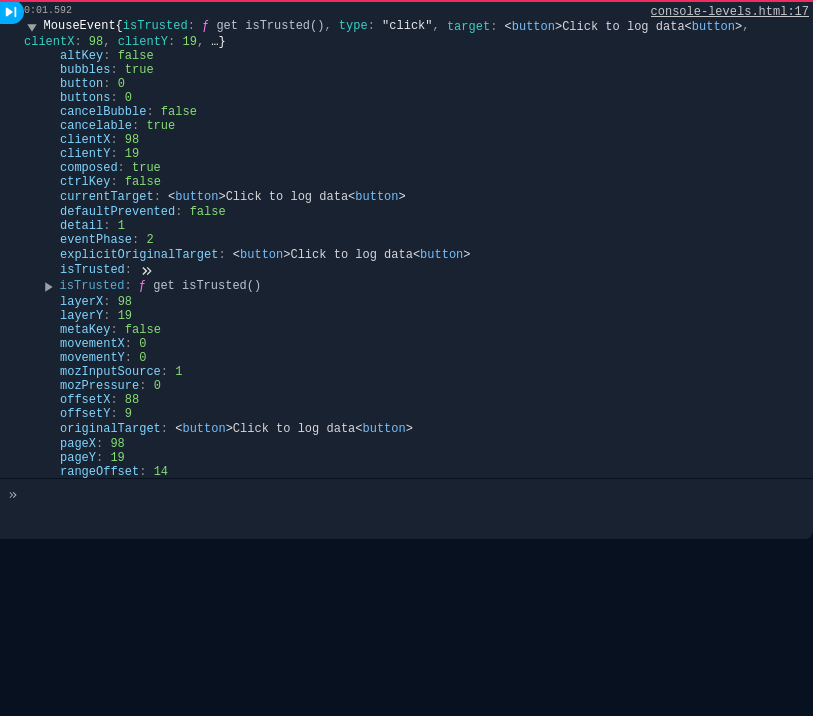 0:01.592 console-levels.html:17
MouseEvent{isTrusted: ƒ get isTrusted(), type: "click", target: <button>Click to log data<button>,
clientX: 98, clientY: 19, …}
altKey: false
bubbles: true
button: 0
buttons: 0
cancelBubble: false
cancelable: true
clientX: 98
clientY: 19
composed: true
ctrlKey: false
currentTarget: <button>Click to log data<button>
defaultPrevented: false
detail: 1
eventPhase: 2
explicitOriginalTarget: <button>Click to log data<button>
isTrusted: »
isTrusted: ƒ get isTrusted()
layerX: 98
layerY: 19
metaKey: false
movementX: 0
movementY: 0
mozInputSource: 1
mozPressure: 0
offsetX: 88
offsetY: 9
originalTarget: <button>Click to log data<button>
pageX: 98
pageY: 19
rangeOffset: 14
»